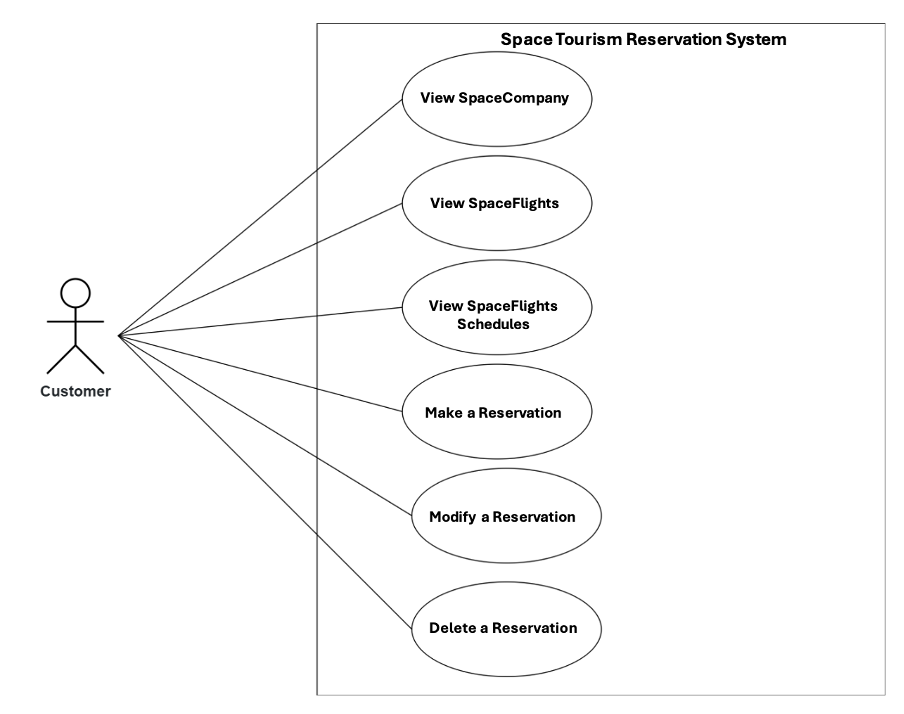 Space Tourism Reservation System
View SpaceCompany
View SpaceFlights
View SpaceFlights
Schedules
Customer
Make a Reservation
Modify a Reservation
Delete a Reservation